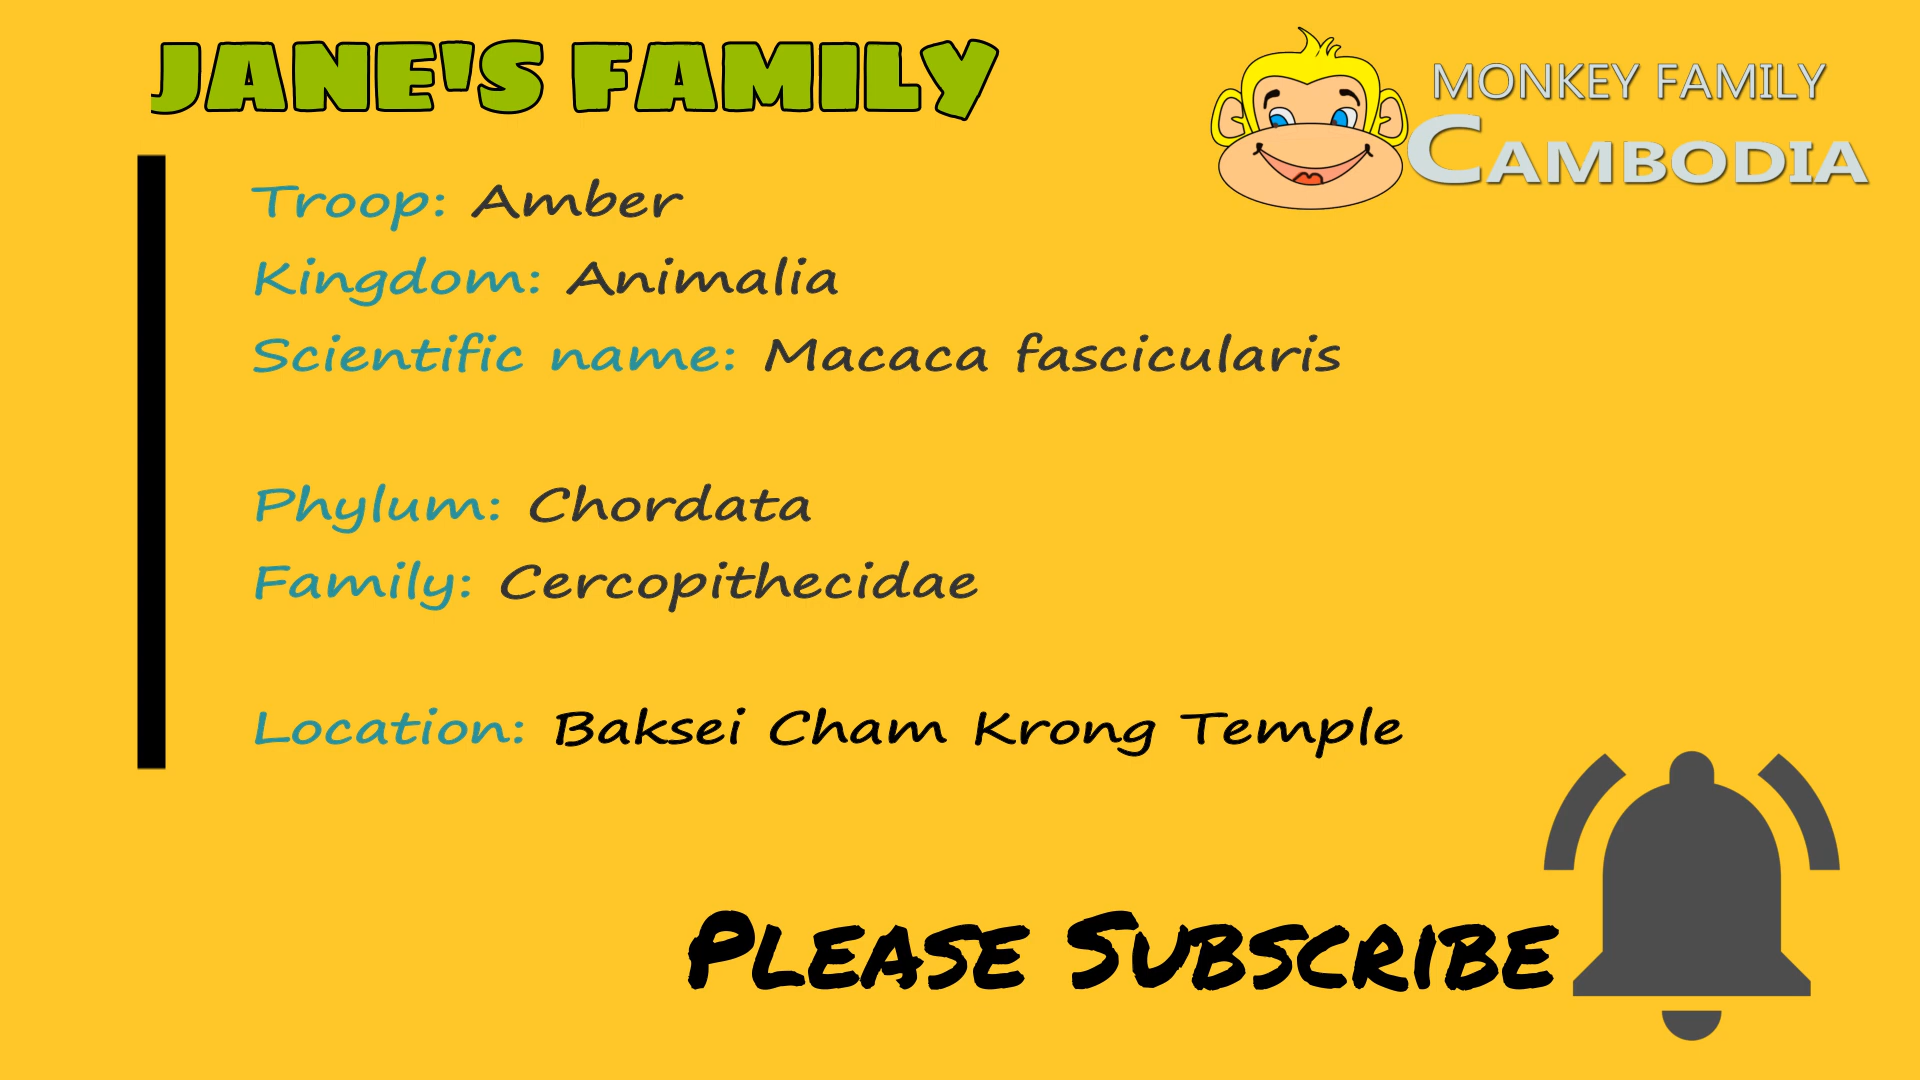 JANE'S FAMILY
MONKEY FAMILY
CAMBODIA
Troop: Amber
Kingdom: Animalia
Scientific name: Macaca fascicularis
Phylum: Chordata
Family: Cercopithecidae
Location: Baksei Cham Krong Temple
PLEASE SUBSCRIBE